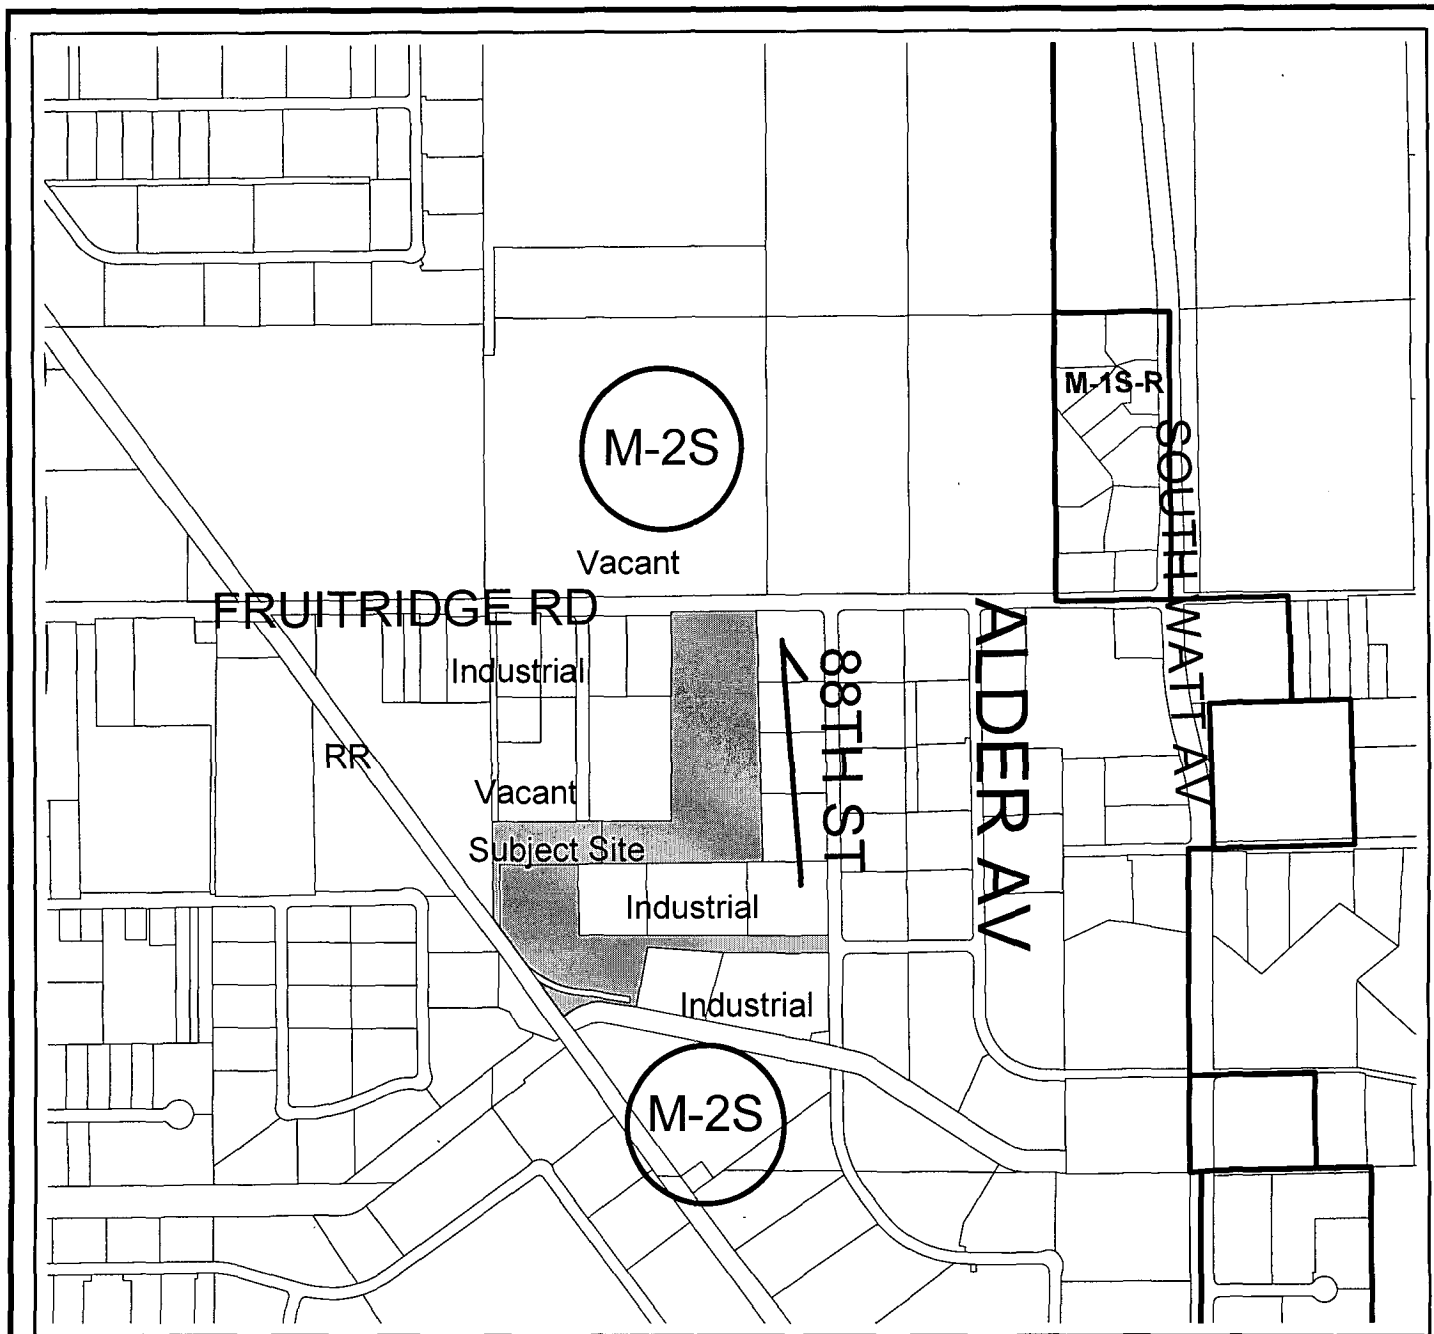 M-1S-R
M-2S
SOUTH WATT AV
Vacant
FRUITRIDGE RD
ALDER AV
88TH ST
Industrial
RR
Vacant
Subject Site
Industrial
Industrial
M-2S